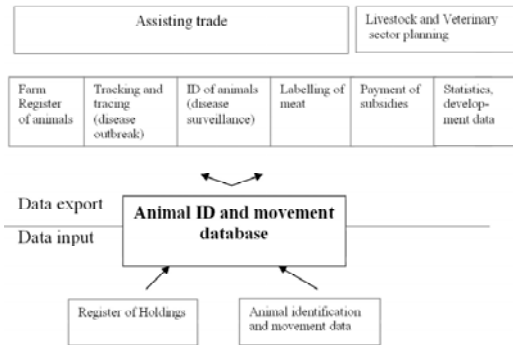 Assisting trade
Livestock and Veterinary
sector planning
Farm
Register
of animals
Tracking and
tracing
(disease
outbreak)
ID of animals
(disease
surveillance)
Labelling of
meat
Payment of
subsidies
Statistics,
develop-
ment data
Data export
Data input
Animal ID and movement
database
Register of Holdings
Animal identification
and movement data